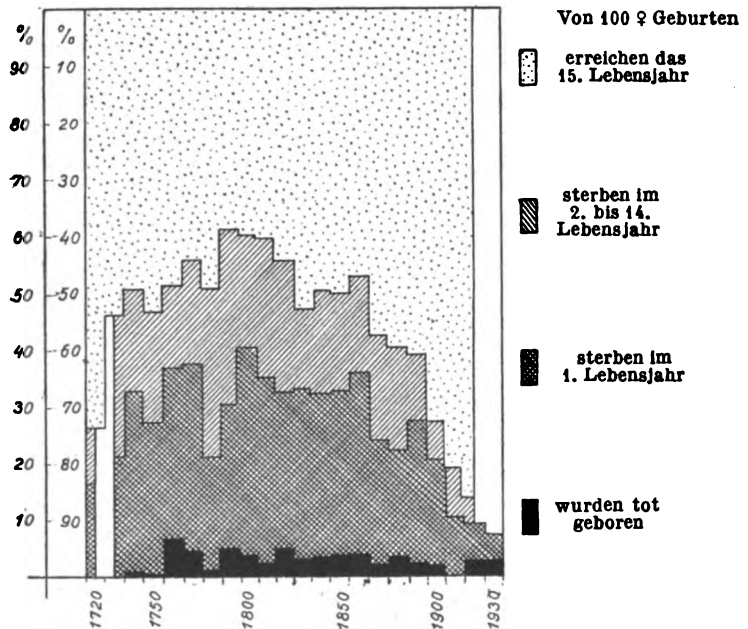 Von 100 ♀ Geburten
% %
90 10
80 20
70 30
60 40
50 50
40 60
30 70
20 80
10 90
1720
1750
1800
1850
1900
1930
erreichen das
15. Lebensjahr
sterben im
2. bis 14.
Lebensjahr
sterben im
1. Lebensjahr
wurden tot
geboren